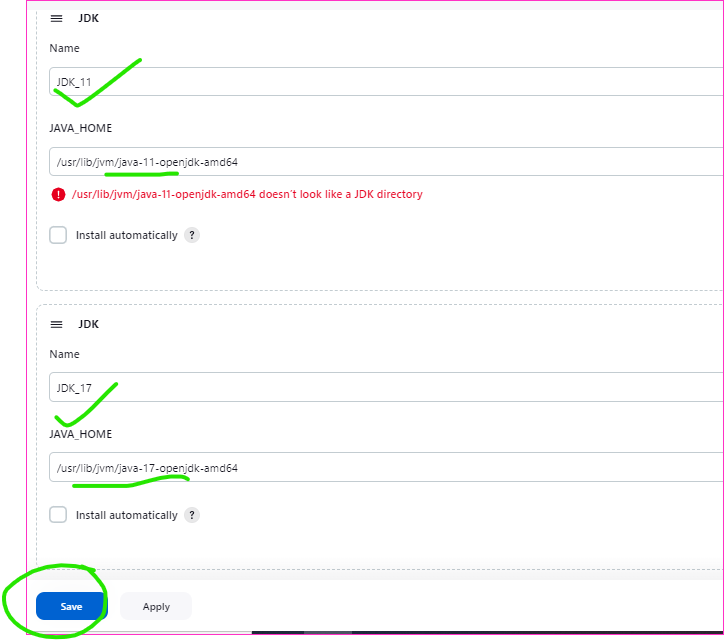 JDK
Name
JDK_11
JAVA_HOME
/usr/lib/jvm/java-11-openjdk-amd64
/usr/lib/jvm/java-11-openjdk-amd64 doesn't look like a JDK directory
Install automatically ?
JDK
Name
JDK_17
JAVA_HOME
/usr/lib/jvm/java-17-openjdk-amd64
Install automatically ?
Save Apply